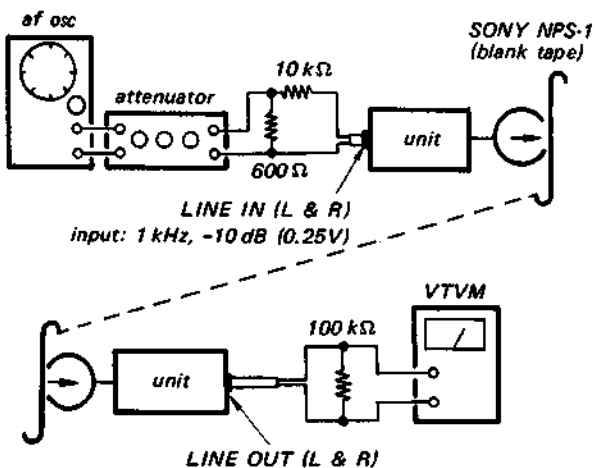 af osc
SONY NPS-1
(blank tape)
attenuator
10 kΩ
600 Ω
unit
LINE IN (L & R)
input: 1 kHz, -10 dB (0.25V)
VTVM
100 kΩ
unit
LINE OUT (L & R)